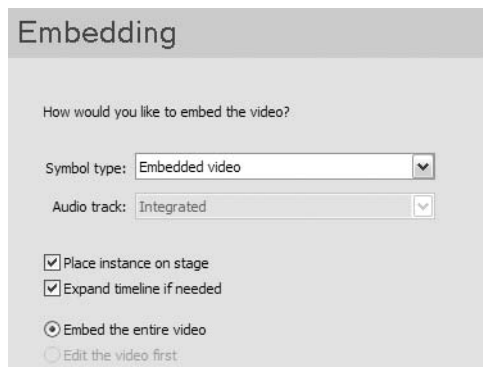 Embedding
How would you like to embed the video?
Symbol type: Embedded video
Audio track: Integrated
Place instance on stage
Expand timeline if needed
Embed the entire video
Edit the video first